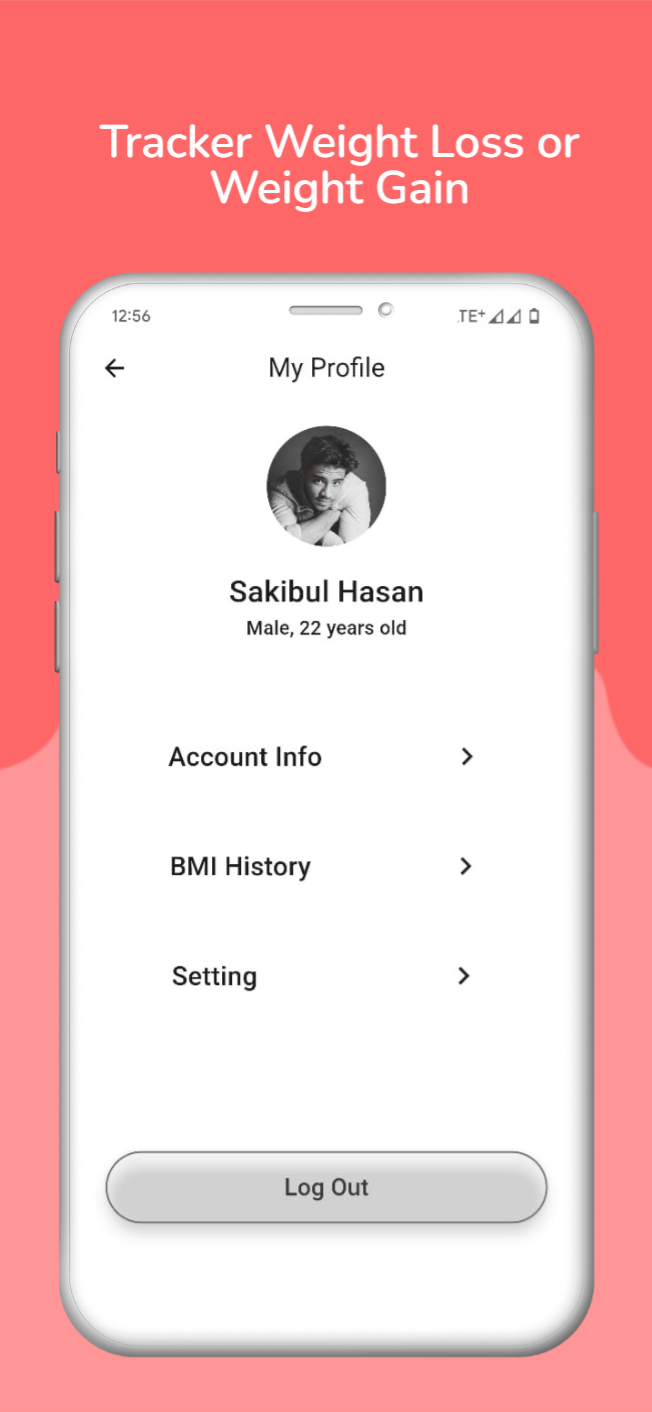 Tracker Weight Loss or
Weight Gain
12:56
TE+
My Profile
Sakibul Hasan
Male, 22 years old
Account Info
BMI History
Setting
Log Out